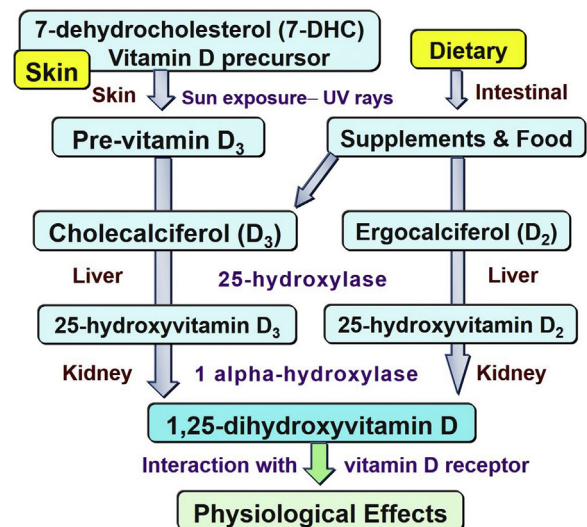 7-dehydrocholesterol (7-DHC)
Vitamin D precursor
Skin
Dietary
Skin
Sun exposure– UV rays
Intestinal
Pre-vitamin D3
Supplements & Food
Cholecalciferol (D3)
Ergocalciferol (D2)
Liver
25-hydroxylase
Liver
25-hydroxyvitamin D3
25-hydroxyvitamin D2
Kidney
1 alpha-hydroxylase
Kidney
1,25-dihydroxyvitamin D
Interaction with
vitamin D receptor
Physiological Effects